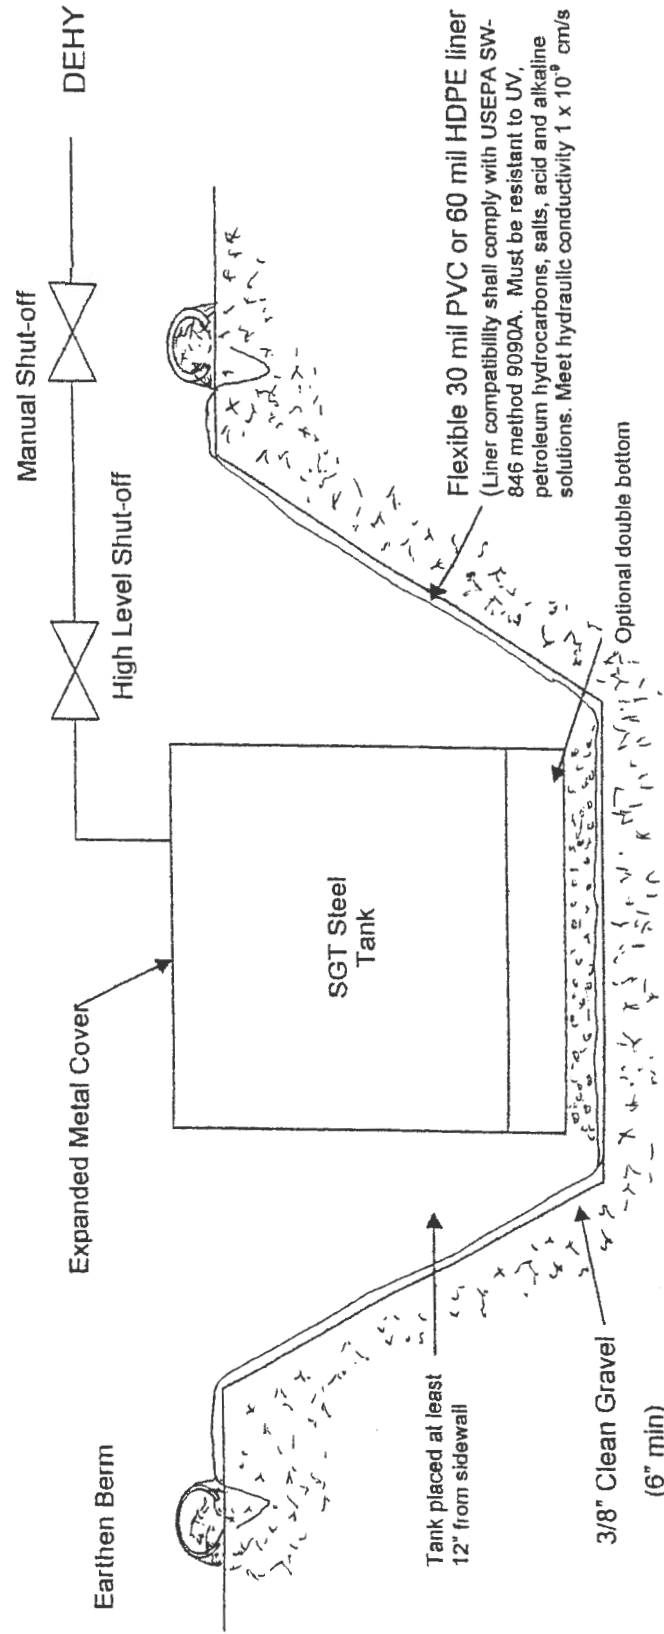 DEHY
Manual Shut-off
High Level Shut-off
Expanded Metal Cover
Earthen Berm
SGT Steel
Tank
Flexible 30 mil PVC or 60 mil HDPE liner
(Liner compatibility shall comply with USEPA SW-
846 method 9090A. Must be resistant to UV,
petroleum hydrocarbons, salts, acid and alkaline
solutions. Meet hydraulic conductivity 1 x 10⁻⁹ cm/s
Optional double bottom
Tank placed at least
12" from sidewall
3/8" Clean Gravel
(6" min)